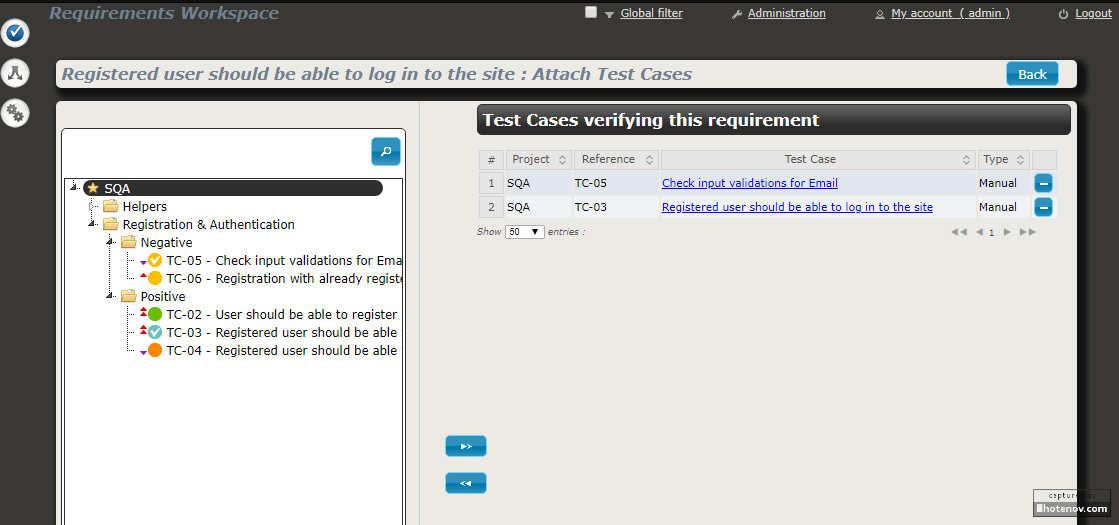 Requirements Workspace
Global filter Administration My account ( admin ) Logout
Registered user should be able to log in to the site : Attach Test Cases
Back
SQA
Helpers
Registration & Authentication
Negative
TC-05 - Check input validations for Ema
TC-06 - Registration with already registe
Positive
TC-02 - User should be able to register
TC-03 - Registered user should be able
TC-04 - Registered user should be able
Test Cases verifying this requirement
# Project Reference Test Case Type
1 SQA TC-05 Check input validations for Email Manual
2 SQA TC-03 Registered user should be able to log in to the site Manual
Show 50 entries :
1
captured by
hotenov.com